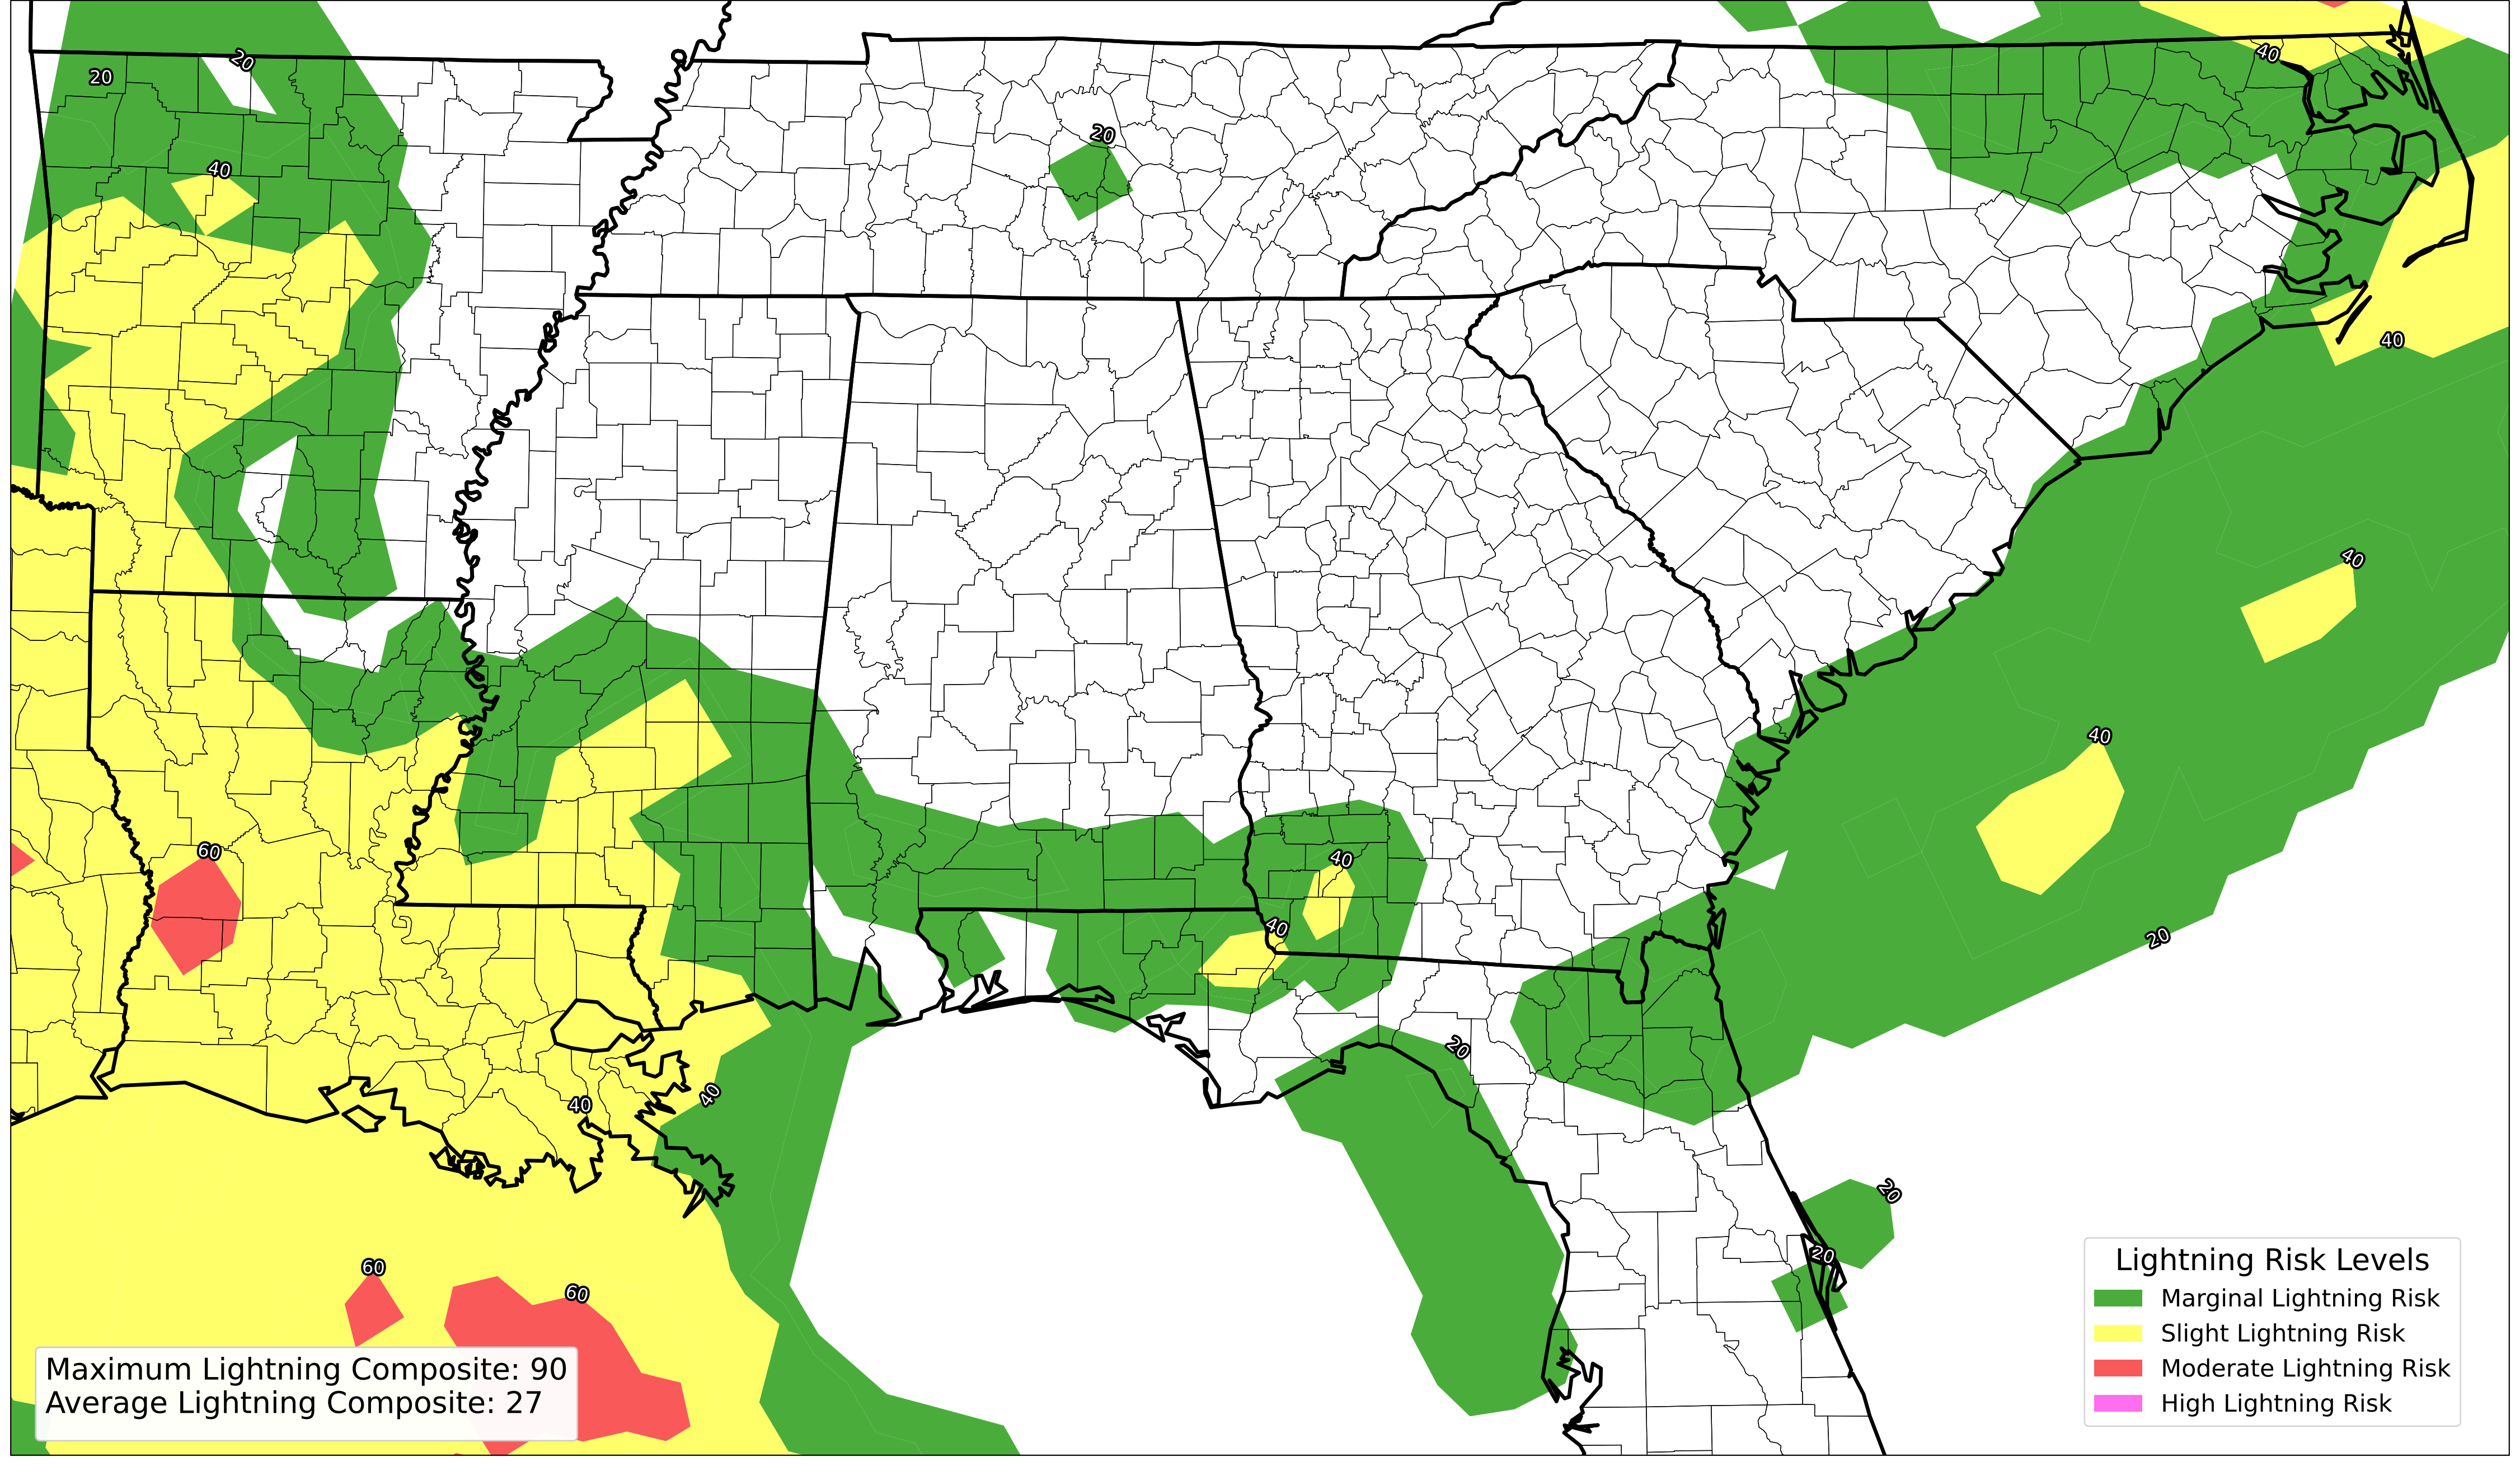 20
20
40
40
20
40
40
40
60
40
40
20
20
40
40
20
20
60
60
Maximum Lightning Composite: 90
Average Lightning Composite: 27
Lightning Risk Levels
Marginal Lightning Risk
Slight Lightning Risk
Moderate Lightning Risk
High Lightning Risk